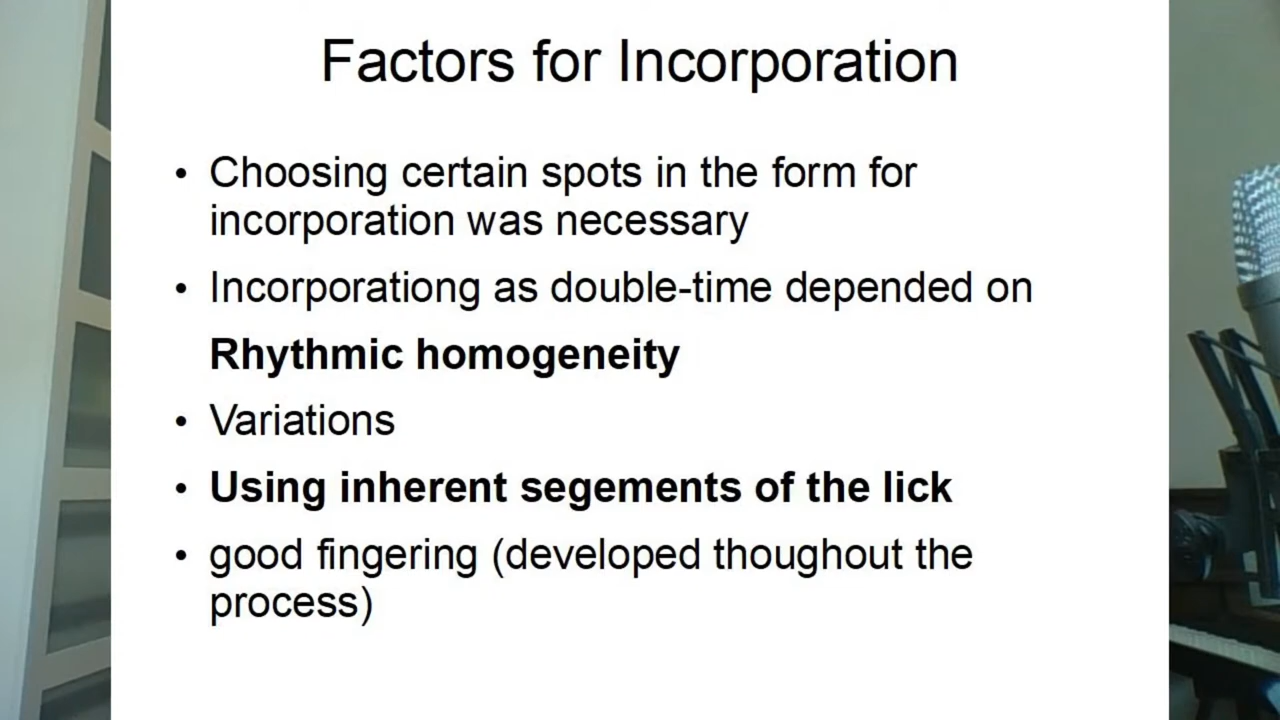 Factors for Incorporation
• Choosing certain spots in the form for
incorporation was necessary
• Incorporationg as double-time depended on
Rhythmic homogeneity
• Variations
• Using inherent segements of the lick
• good fingering (developed thoughout the
process)